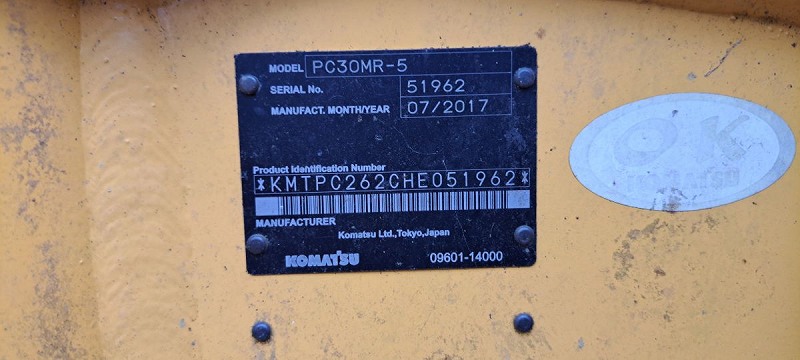 MODEL PC30MR-5
SERIAL No. 51962
MANUFACT. MONTH/YEAR 07/2017
Product Identification Number
*KMTPC262CHE051962*
MANUFACTURER
Komatsu Ltd.,Tokyo,Japan
KOMATSU 09601-14000